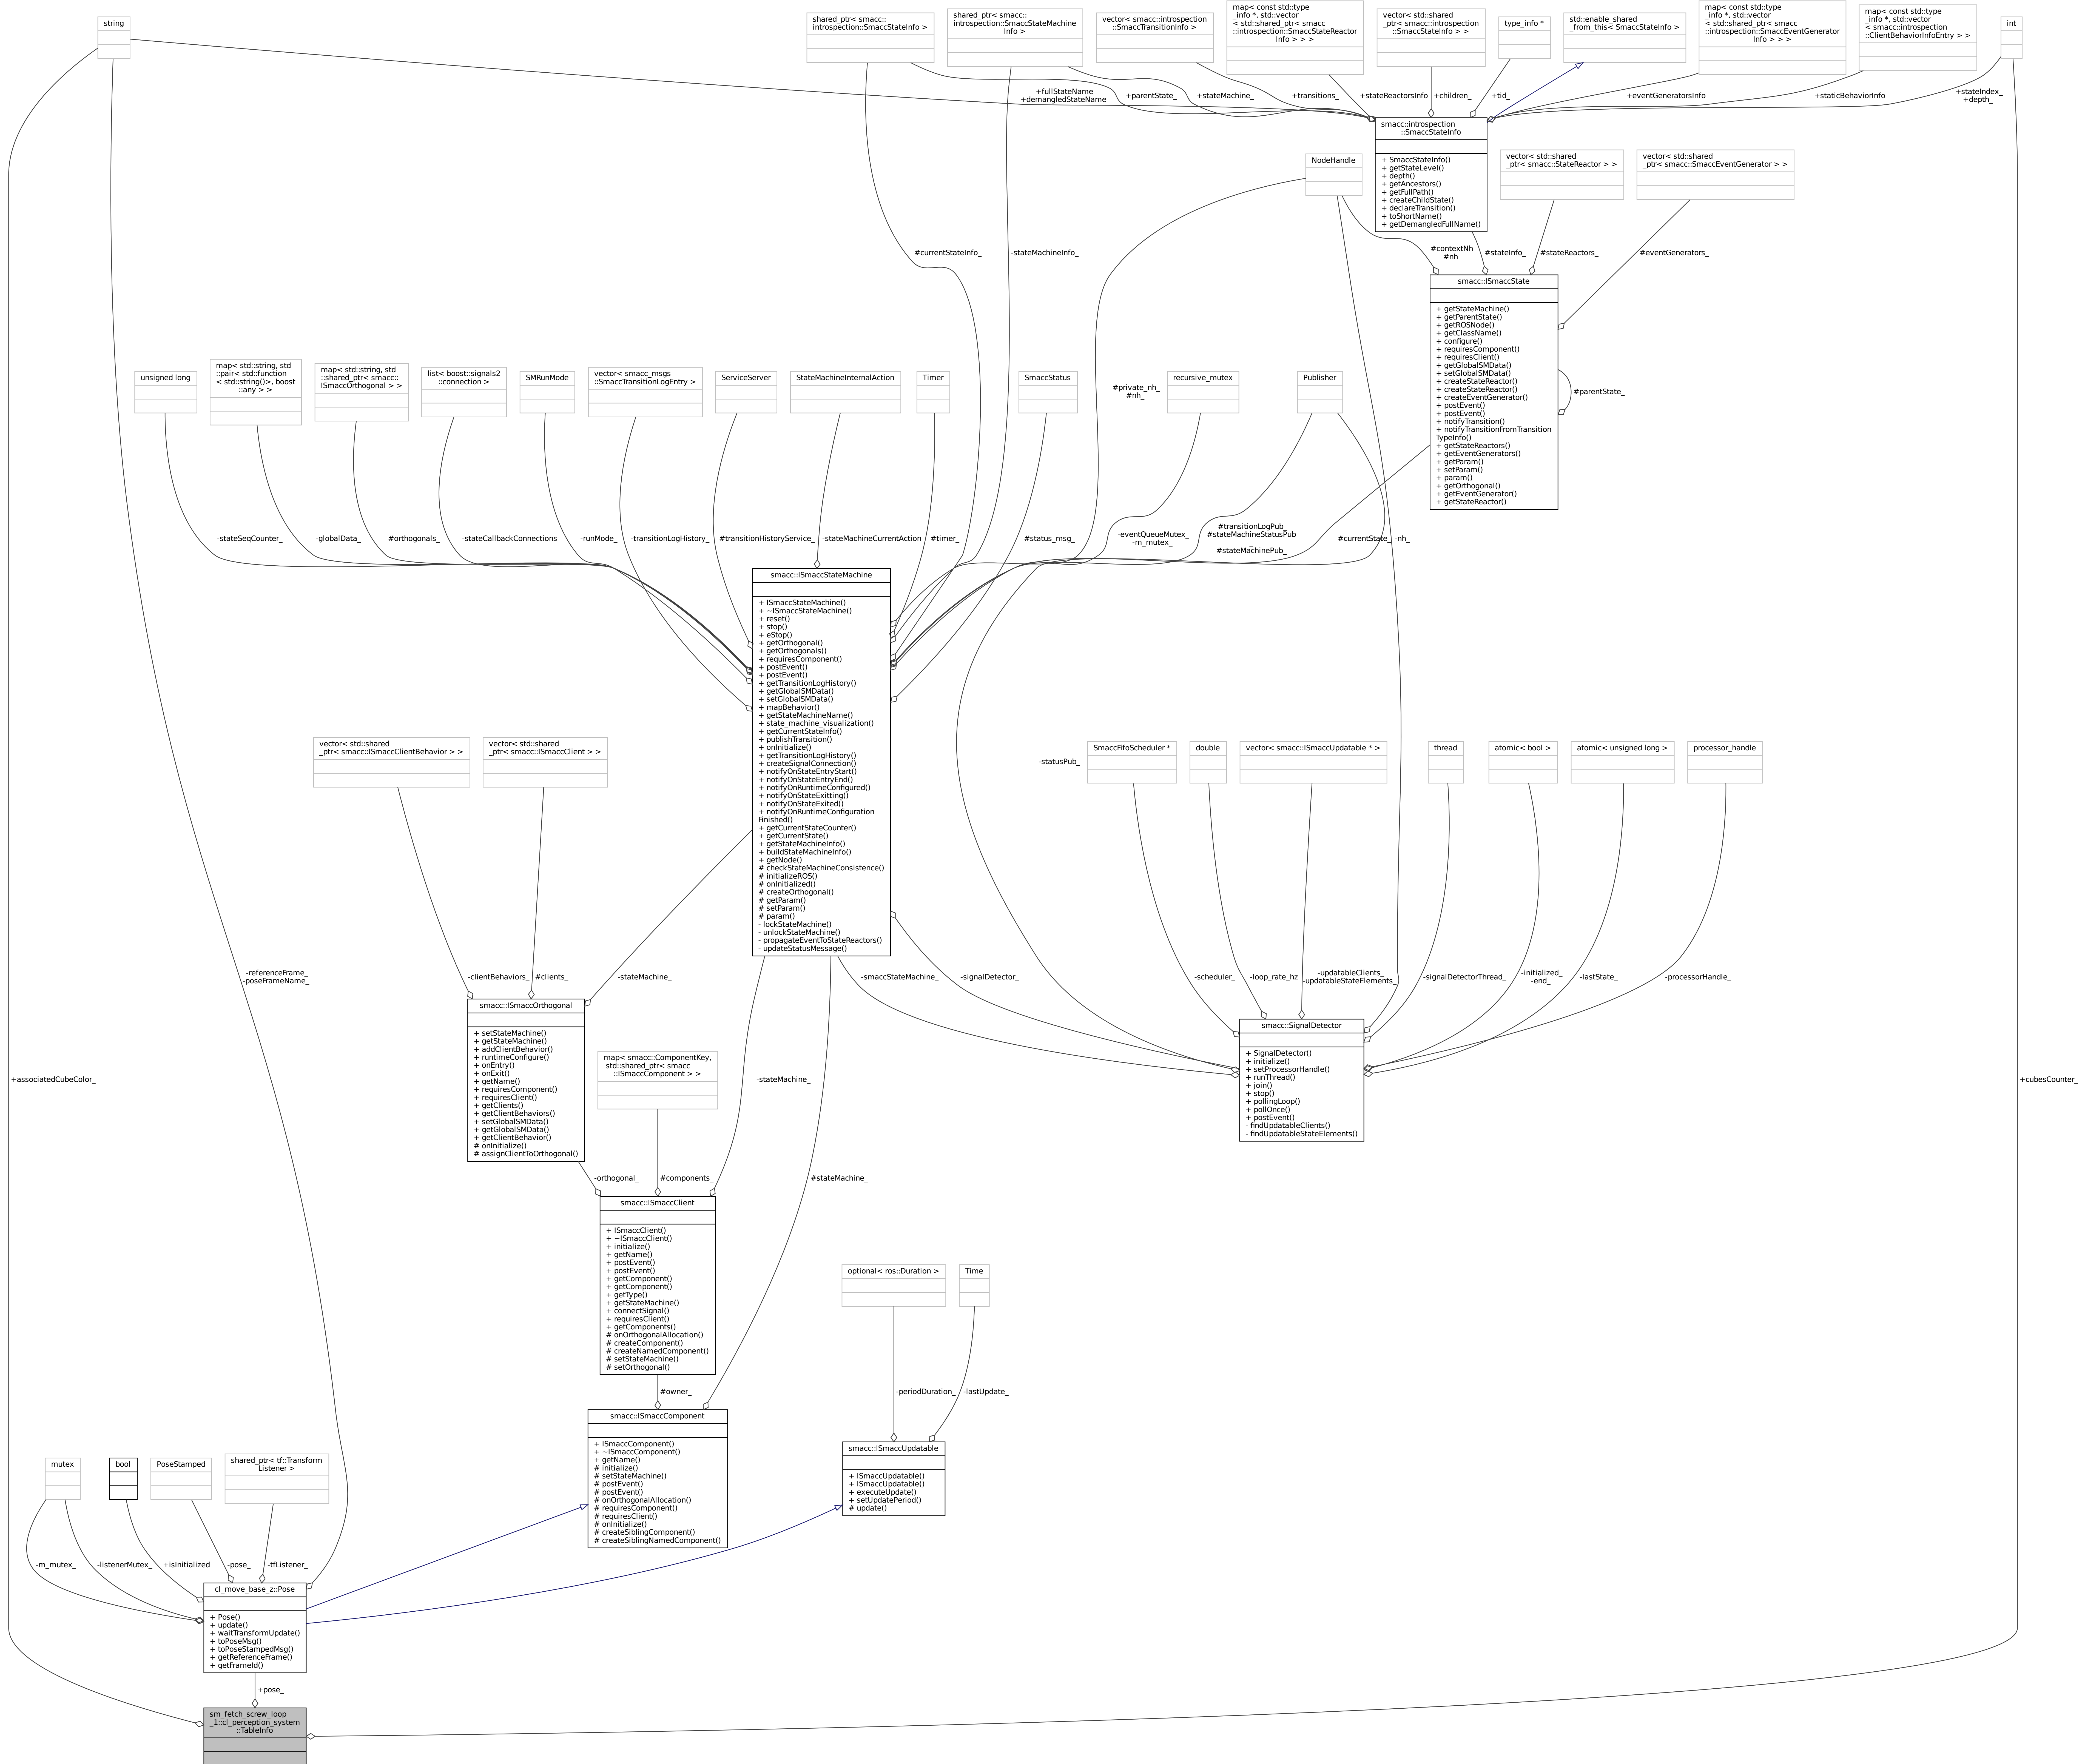 string
shared_ptr< smacc::
introspection::SmaccStateInfo >
shared_ptr< smacc::
introspection::SmaccStateMachine
Info >
vector< smacc::introspection
::SmaccTransitionInfo >
map< const std::type
_info *, std::vector
< std::shared_ptr< smacc
::introspection::SmaccStateReactor
Info > > >
vector< std::shared
_ptr< smacc::introspection
::SmaccStateInfo > >
type_info *
std::enable_shared
_from_this< SmaccStateInfo >
map< const std::type
_info *, std::vector
< std::shared_ptr< smacc
::introspection::SmaccEventGenerator
Info > > >
map< const std::type
_info *, std::vector
< smacc::introspection
::ClientBehaviorInfoEntry > >
int
+fullStateName
+demangledStateName
+parentState_
+stateMachine_
+transitions_
+stateReactorsInfo
+children_
+tid_
+eventGeneratorsInfo
+staticBehaviorInfo
+stateIndex_
+depth_
smacc::introspection
::SmaccStateInfo
+ SmaccStateInfo()
+ getStateLevel()
+ depth()
+ getAncestors()
+ getFullPath()
+ createChildState()
+ declareTransition()
+ toShortName()
+ getDemangledFullName()
NodeHandle
vector< std::shared
_ptr< smacc::StateReactor > >
vector< std::shared
_ptr< smacc::SmaccEventGenerator > >
#currentStateInfo_
-stateMachineInfo_
#contextNh
#nh
#stateInfo_
#stateReactors_
#eventGenerators_
smacc::ISmaccState
+ getStateMachine()
+ getParentState()
+ getROSNode()
+ getClassName()
+ configure()
+ requiresComponent()
+ requiresClient()
+ getGlobalSMData()
+ setGlobalSMData()
+ createStateReactor()
+ createStateReactor()
+ createEventGenerator()
+ postEvent()
+ postEvent()
+ notifyTransition()
+ notifyTransitionFromTransition
TypeInfo()
+ getStateReactors()
+ getEventGenerators()
+ getParam()
+ setParam()
+ param()
+ getOrthogonal()
+ getEventGenerator()
+ getStateReactor()
#parentState_
unsigned long
map< std::string, std
::pair< std::function
< std::string()>, boost
::any > >
map< std::string, std
::shared_ptr< smacc::
ISmaccOrthogonal > >
list< boost::signals2
::connection >
SMRunMode
vector< smacc_msgs
::SmaccTransitionLogEntry >
ServiceServer
StateMachineInternalAction
Timer
SmaccStatus
#private_nh_
#nh_
recursive_mutex
Publisher
-stateSeqCounter_
-globalData_
#orthogonals_
-stateCallbackConnections
-runMode_
-transitionLogHistory_
#transitionHistoryService_
-stateMachineCurrentAction
#timer_
#status_msg_
-eventQueueMutex_
-m_mutex_
#transitionLogPub_
#stateMachineStatusPub
_
#stateMachinePub_
#currentState_
-nh_
smacc::ISmaccStateMachine
+ ISmaccStateMachine()
+ ~ISmaccStateMachine()
+ reset()
+ stop()
+ eStop()
+ getOrthogonal()
+ getOrthogonals()
+ requiresComponent()
+ postEvent()
+ postEvent()
+ getTransitionLogHistory()
+ getGlobalSMData()
+ setGlobalSMData()
+ mapBehavior()
+ getStateMachineName()
+ state_machine_visualization()
+ getCurrentStateInfo()
+ publishTransition()
+ onInitialize()
+ getTransitionLogHistory()
+ createSignalConnection()
+ notifyOnStateEntryStart()
+ notifyOnStateEntryEnd()
+ notifyOnRuntimeConfigured()
+ notifyOnStateExitting()
+ notifyOnStateExited()
+ notifyOnRuntimeConfiguration
Finished()
+ getCurrentStateCounter()
+ getCurrentState()
+ getStateMachineInfo()
+ buildStateMachineInfo()
+ getNode()
# checkStateMachineConsistence()
# initializeROS()
# onInitialized()
# createOrthogonal()
# getParam()
# setParam()
# param()
- lockStateMachine()
- unlockStateMachine()
- propagateEventToStateReactors()
- updateStatusMessage()
vector< std::shared
_ptr< smacc::ISmaccClientBehavior > >
vector< std::shared
_ptr< smacc::ISmaccClient > >
-statusPub_
SmaccFifoScheduler *
double
vector< smacc::ISmaccUpdatable * >
thread
atomic< bool >
atomic< unsigned long >
processor_handle
-referenceFrame_
-poseFrameName_
-clientBehaviors_
#clients_
-stateMachine_
-smaccStateMachine_
-signalDetector_
-scheduler_
-loop_rate_hz
-updatableClients_
-updatableStateElements_
-signalDetectorThread_
-initialized_
-end_
-lastState_
-processorHandle_
smacc::ISmaccOrthogonal
+ setStateMachine()
+ getStateMachine()
+ addClientBehavior()
+ runtimeConfigure()
+ onEntry()
+ onExit()
+ getName()
+ requiresComponent()
+ requiresClient()
+ getClients()
+ getClientBehaviors()
+ setGlobalSMData()
+ getGlobalSMData()
+ getClientBehavior()
# onInitialize()
# assignClientToOrthogonal()
smacc::SignalDetector
+ SignalDetector()
+ initialize()
+ setProcessorHandle()
+ runThread()
+ join()
+ stop()
+ pollingLoop()
+ pollOnce()
+ postEvent()
- findUpdatableClients()
- findUpdatableStateElements()
map< smacc::ComponentKey,
std::shared_ptr< smacc
::ISmaccComponent > >
+associatedCubeColor_
-stateMachine_
+cubesCounter_
-orthogonal_
#components_
#stateMachine_
smacc::ISmaccClient
+ ISmaccClient()
+ ~ISmaccClient()
+ initialize()
+ getName()
+ postEvent()
+ postEvent()
+ getComponent()
+ getComponent()
+ getType()
+ getStateMachine()
+ connectSignal()
+ requiresClient()
+ getComponents()
# onOrthogonalAllocation()
# createComponent()
# createNamedComponent()
# setStateMachine()
# setOrthogonal()
optional< ros::Duration >
Time
#owner_
-periodDuration_
-lastUpdate_
smacc::ISmaccComponent
+ ISmaccComponent()
+ ~ISmaccComponent()
+ getName()
# initialize()
# setStateMachine()
# postEvent()
# postEvent()
# onOrthogonalAllocation()
# requiresComponent()
# requiresClient()
# onInitialize()
# createSiblingComponent()
# createSiblingNamedComponent()
smacc::ISmaccUpdatable
+ ISmaccUpdatable()
+ ISmaccUpdatable()
+ executeUpdate()
+ setUpdatePeriod()
# update()
mutex
bool
PoseStamped
shared_ptr< tf::Transform
Listener >
-m_mutex_
-listenerMutex_
+isInitialized
-pose_
-tfListener_
cl_move_base_z::Pose
+ Pose()
+ update()
+ waitTransformUpdate()
+ toPoseMsg()
+ toPoseStampedMsg()
+ getReferenceFrame()
+ getFrameId()
+pose_
sm_fetch_screw_loop
_1::cl_perception_system
::TableInfo